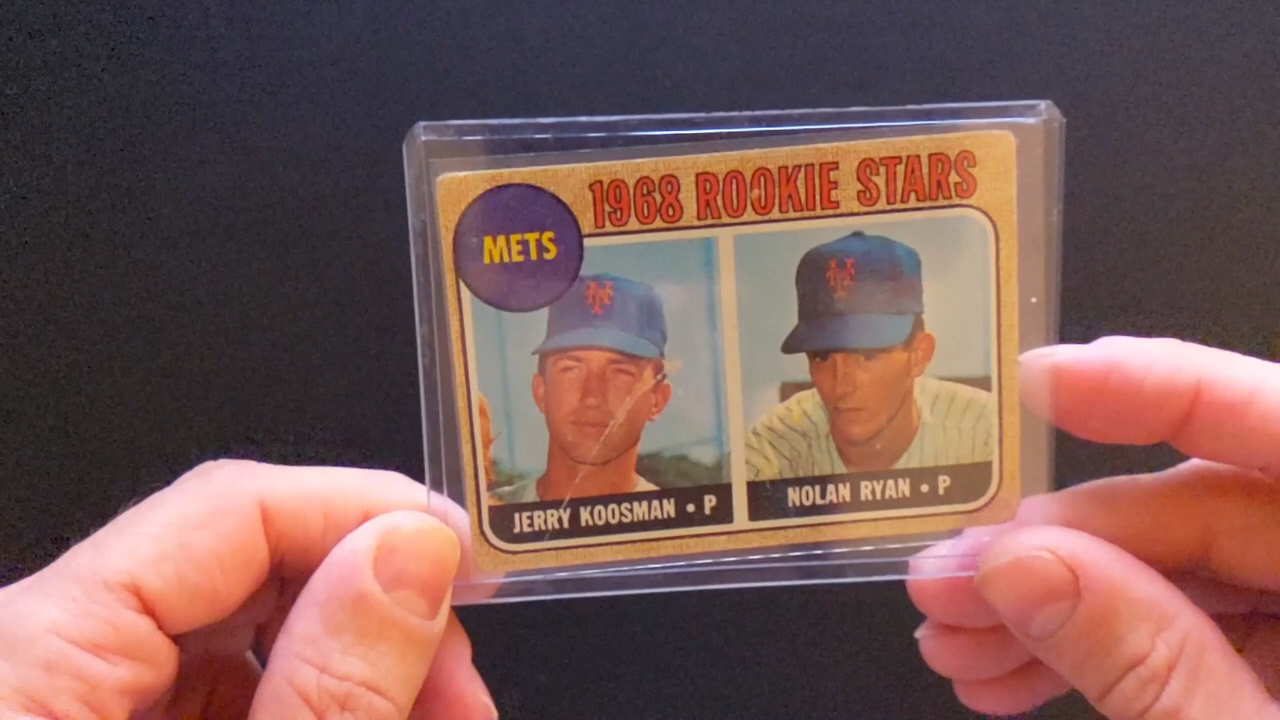 1968 ROOKIE STARS
METS
JERRY KOOSMAN • P
NOLAN RYAN • P